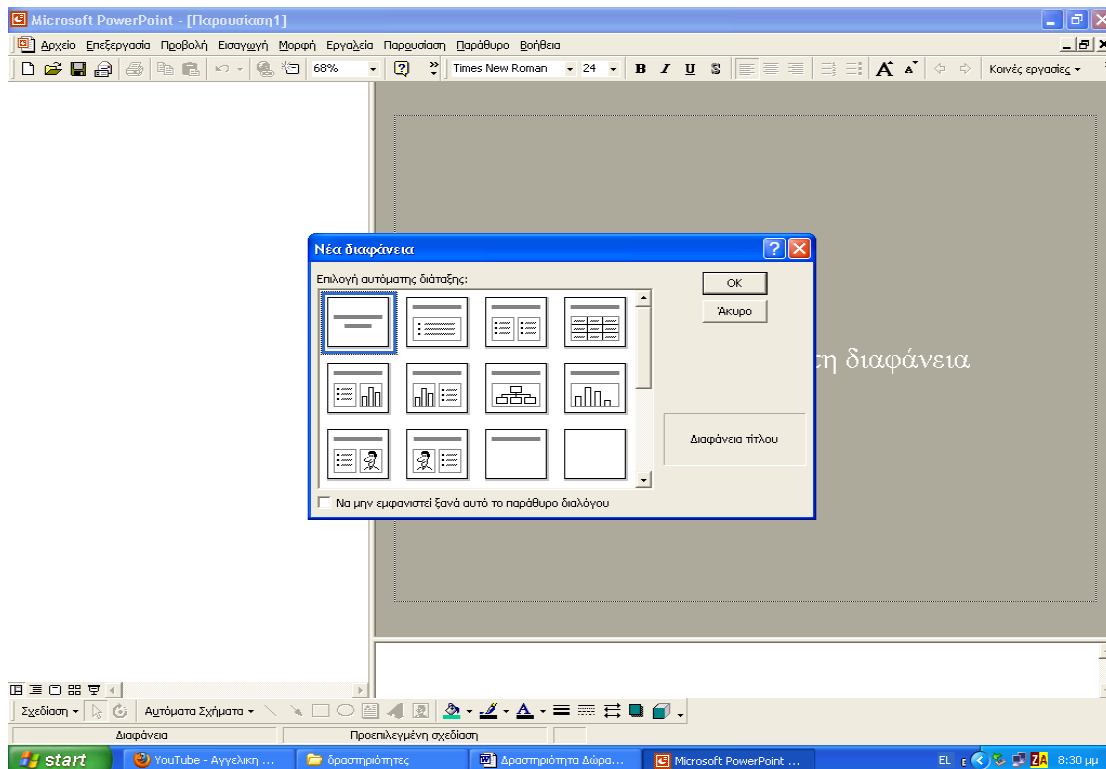 Microsoft PowerPoint - [Παρουσίαση1]
Αρχείο Επεξεργασία Προβολή Εισαγωγή Μορφή Εργαλεία Παρουσίαση Παράθυρο Βοήθεια
68% Times New Roman 24 B I U S A A Κοινές εργασίες
Νέα διαφάνεια
Επιλογή αυτόματης διάταξης:
OK
Άκυρο
τη διαφάνεια
Διαφάνεια τίτλου
Να μην εμφανιστεί ξανά αυτό το παράθυρο διαλόγου
Σχεδίαση Αυτόματα Σχήματα
Διαφάνεια Προεπιλεγμένη σχεδίαση
start YouTube - Αγγελικη ... δραστηριότητες Δραστηριότητα Δώρα... Microsoft PowerPoint ... EL 8:30 μμ